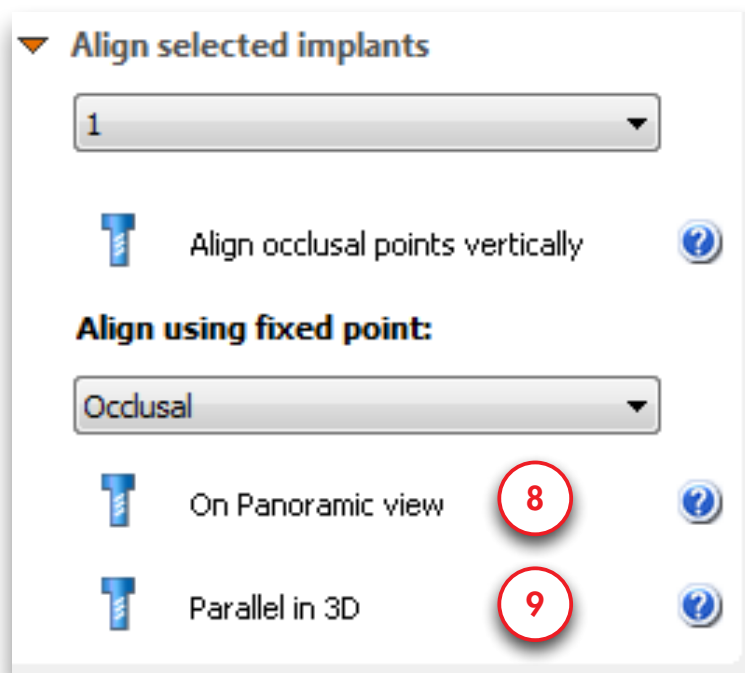 Align selected implants
1
Align occlusal points vertically ?
Align using fixed point:
Occlusal
On Panoramic view 8 ?
Parallel in 3D 9 ?